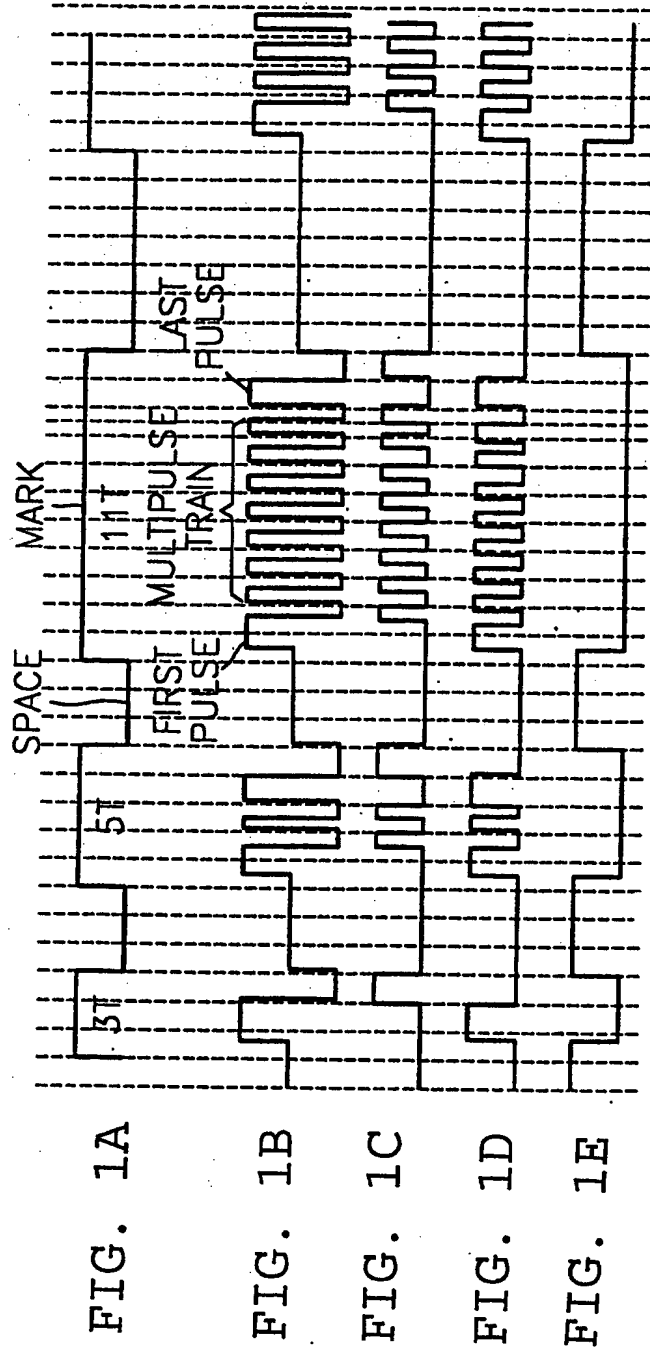 SPACE
MARK
3T
5T
11T
FIRST
PULSE
MULTIPULSE
TRAIN
LAST
PULSE
FIG. 1A
FIG. 1B
FIG. 1C
FIG. 1D
FIG. 1E